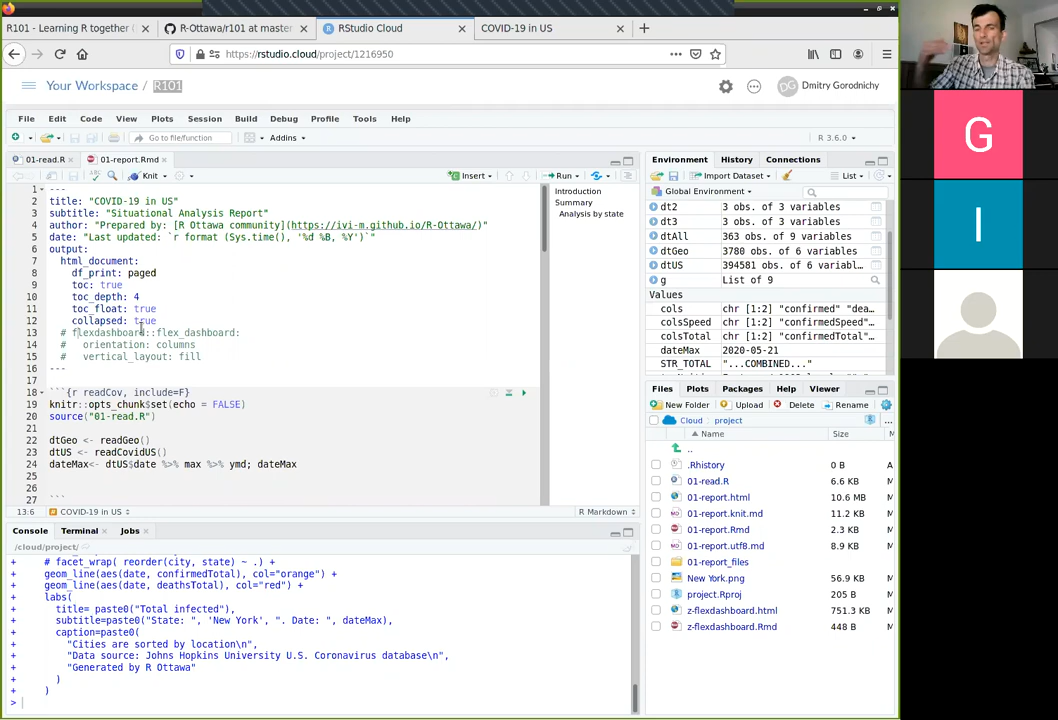 R101 - Learning R together (
R-Ottawa/r101 at master
RStudio Cloud
COVID-19 in US
https://rstudio.cloud/project/1216950
Your Workspace / R101
DG Dmitry Gorodnichy
File Edit Code View Plots Session Build Debug Profile Tools Help
Go to file/function Addins R 3.6.0
01-read.R 01-report.Rmd
Knit Insert Run
1 ---
2 title: "COVID-19 in US"
3 subtitle: "Situational Analysis Report"
4 author: "Prepared by: [R Ottawa community](https://ivi-m.github.io/R-Ottawa/)"
5 date: "Last updated: `r format (Sys.time(), '%d %B, %Y')`"
6 output:
7 html_document:
8 df_print: paged
9 toc: true
10 toc_depth: 4
11 toc_float: true
12 collapsed: true
13 # flexdashboard::flex_dashboard:
14 # orientation: columns
15 # vertical_layout: fill
16 ---
17
18 ```{r readCov, include=F}
19 knitr::opts_chunk$set(echo = FALSE)
20 source("01-read.R")
21
22 dtGeo <- readGeo()
23 dtUS <- readCovidUS()
24 dateMax<- dtUS$date %>% max %>% ymd; dateMax
25
26
27 ```
Introduction
Summary
Analysis by state
13:6 COVID-19 in US R Markdown
Console Terminal Jobs
/cloud/project/
+ # facet_wrap( reorder(city, state) ~ .) +
+ geom_line(aes(date, confirmedTotal), col="orange") +
+ geom_line(aes(date, deathsTotal), col="red") +
+ labs(
+ title= paste0("Total infected"),
+ subtitle=paste0("State: ", 'New York', ". Date: ", dateMax),
+ caption=paste0(
+ "Cities are sorted by location\n",
+ "Data source: Johns Hopkins University U.S. Coronavirus database\n",
+ "Generated by R Ottawa"
+ )
+ )
>
Environment History Connections
Import Dataset List
Global Environment
dt2 3 obs. of 3 variables
dt3 3 obs. of 3 variables
dtAll 363 obs. of 9 variables
dtGeo 3780 obs. of 6 variables
dtUS 394581 obs. of 6 variabl…
g List of 9
Values
cols chr [1:2] "confirmed" "dea…
colsSpeed chr [1:2] "confirmedSpeed"…
colsTotal chr [1:2] "confirmedTotal"…
dateMax 2020-05-21
STR_TOTAL "...COMBINED..."
Files Plots Packages Help Viewer
New Folder Upload Delete Rename
Cloud project
Name Size M
..
.Rhistory 0 B A
01-read.R 6.6 KB M
01-report.html 10.6 MB M
01-report.knit.md 11.2 KB M
01-report.Rmd 2.3 KB M
01-report.utf8.md 8.9 KB M
01-report_files
New York.png 56.9 KB M
project.Rproj 205 B M
z-flexdashboard.html 751.3 KB M
z-flexdashboard.Rmd 448 B M
G
I